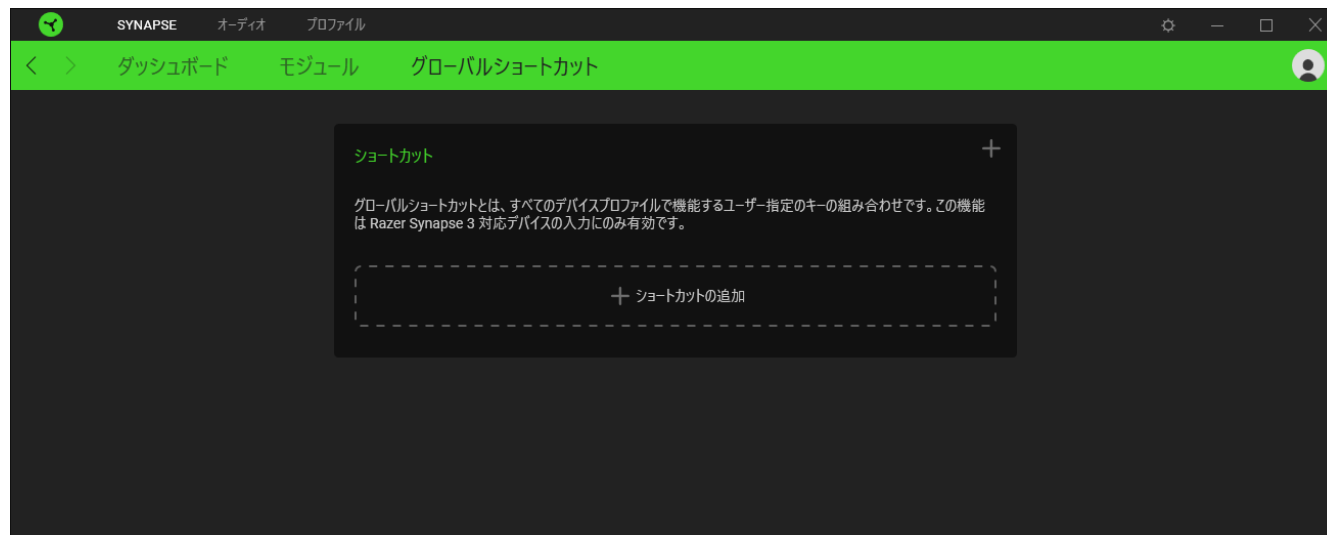 SYNAPSE オーディオ プロファイル
ダッシュボード モジュール グローバルショートカット
ショートカット
グローバルショートカットとは、すべてのデバイスプロファイルで機能するユーザー指定のキーの組み合わせです。この機能
は Razer Synapse 3 対応デバイスの入力にのみ有効です。
ショートカットの追加